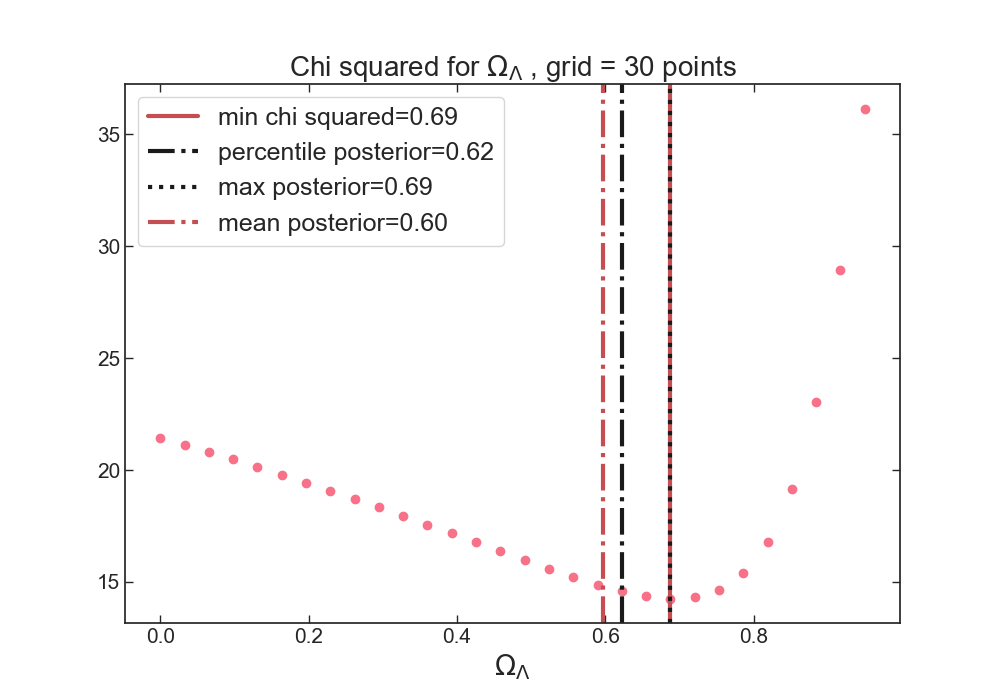 Chi squared for Ω_Λ , grid = 30 points
min chi squared=0.69
percentile posterior=0.62
max posterior=0.69
mean posterior=0.60
35
30
25
20
15
0.0 0.2 0.4 0.6 0.8
Ω_Λ